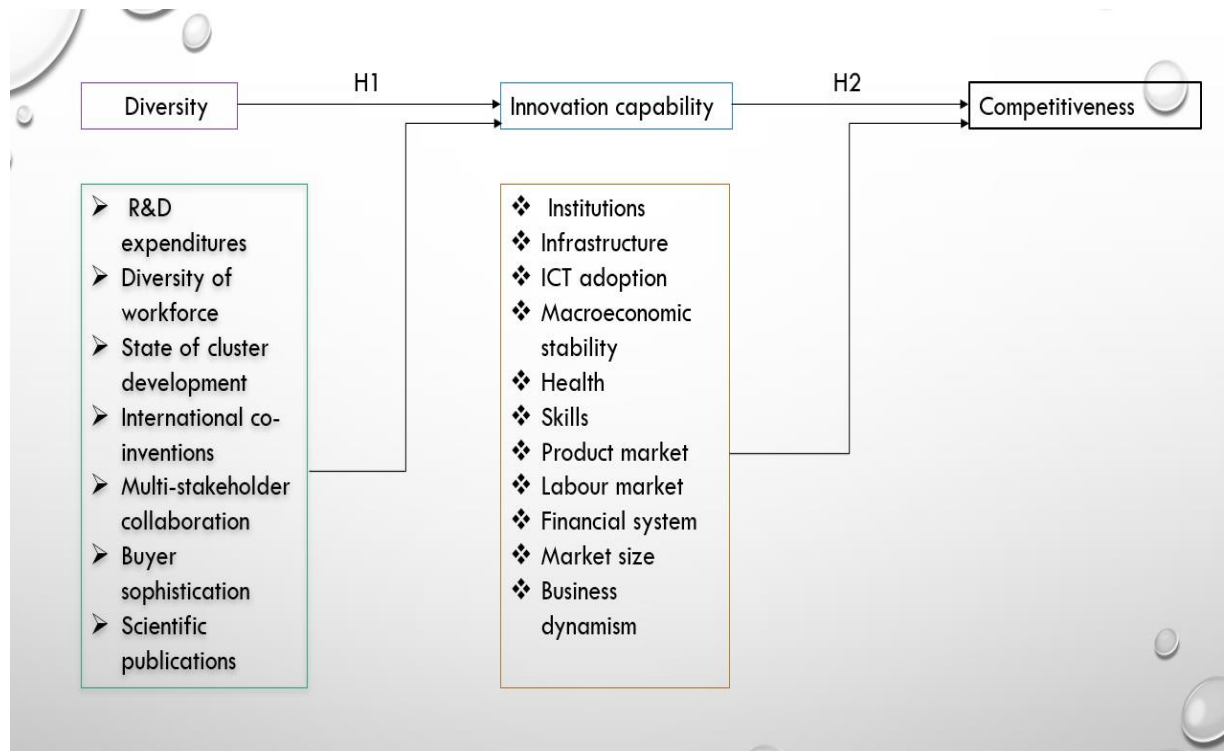 H1
H2
Diversity
Innovation capability
Competitiveness
R&D
expenditures
Diversity of
workforce
State of cluster
development
International co-
inventions
Multi-stakeholder
collaboration
Buyer
sophistication
Scientific
publications
Institutions
Infrastructure
ICT adoption
Macroeconomic
stability
Health
Skills
Product market
Labour market
Financial system
Market size
Business
dynamism